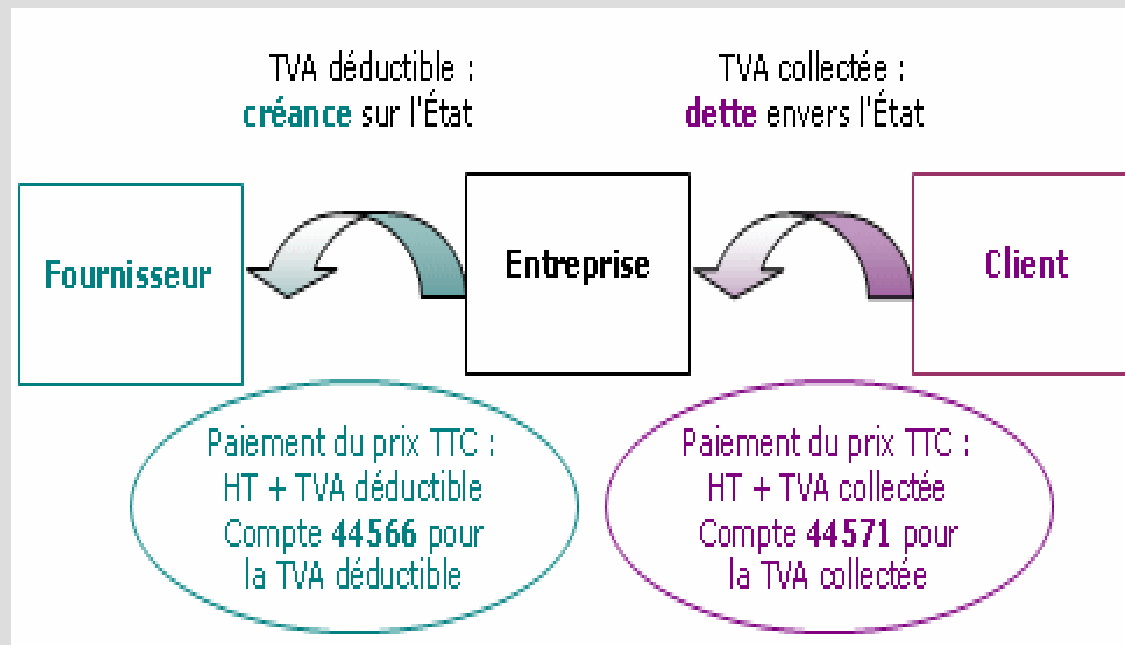 TVA déductible :
créance sur l'État
TVA collectée :
dette envers l'État
Fournisseur
Entreprise
Client
Paiement du prix TTC :
HT + TVA déductible
Compte 44566 pour
la TVA déductible
Paiement du prix TTC :
HT + TVA collectée
Compte 44571 pour
la TVA collectée